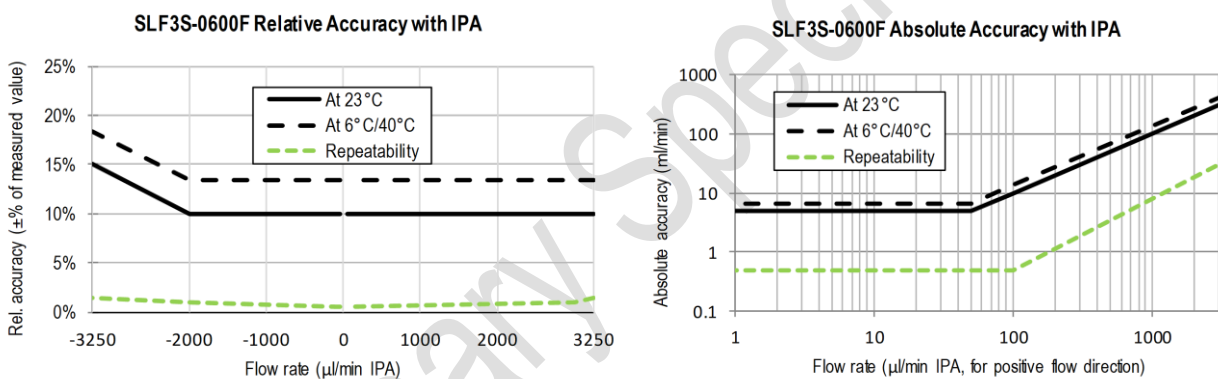 SLF3S-0600F Relative Accuracy with IPA
Rel. accuracy (±% of measured value)
25%
20%
15%
10%
5%
0%
At 23°C
At 6°C/40°C
Repeatability
-3250 -2000 -1000 0 1000 2000 3250
Flow rate (µl/min IPA)
SLF3S-0600F Absolute Accuracy with IPA
Absolute accuracy (ml/min)
1000
100
10
1
0.1
At 23°C
At 6°C/40°C
Repeatability
1 10 100 1000
Flow rate (µl/min IPA, for positive flow direction)
ary Speci